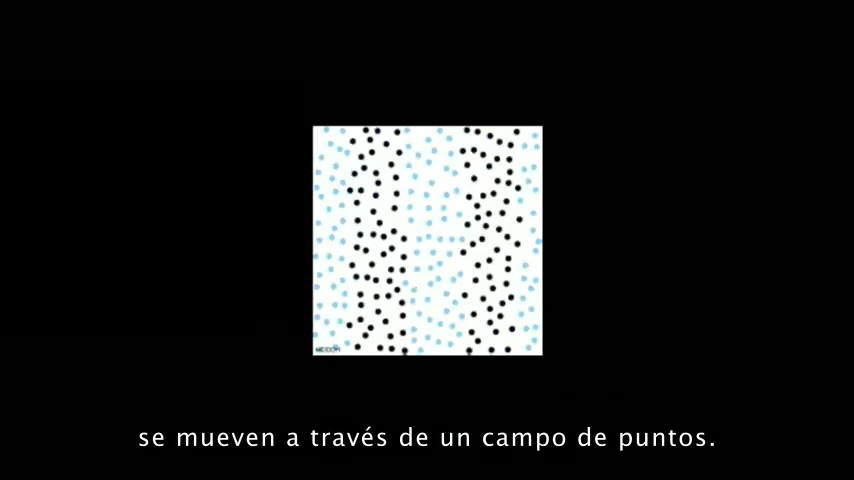 se mueven a través de un campo de puntos.